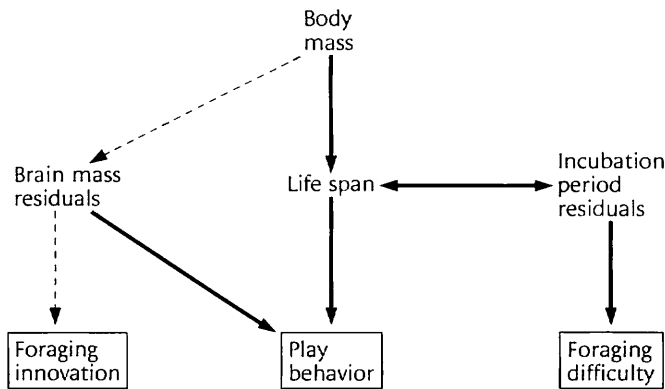 Body
mass
Brain mass
residuals
Life span
Incubation
period
residuals
Foraging
innovation
Play
behavior
Foraging
difficulty